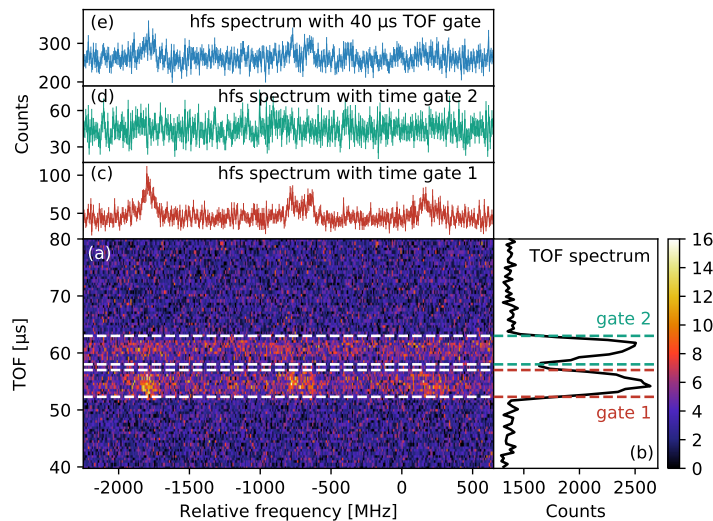 (e) hfs spectrum with 40 μs TOF gate
300
200
(d) hfs spectrum with time gate 2
60
30
Counts
(c) hfs spectrum with time gate 1
100
50
80
70
60
50
40
TOF [μs]
(a)
TOF spectrum
gate 2
gate 1
(b)
16
14
12
10
8
6
4
2
0
-2000 -1500 -1000 -500 0 500
Relative frequency [MHz]
1500 2000 2500
Counts